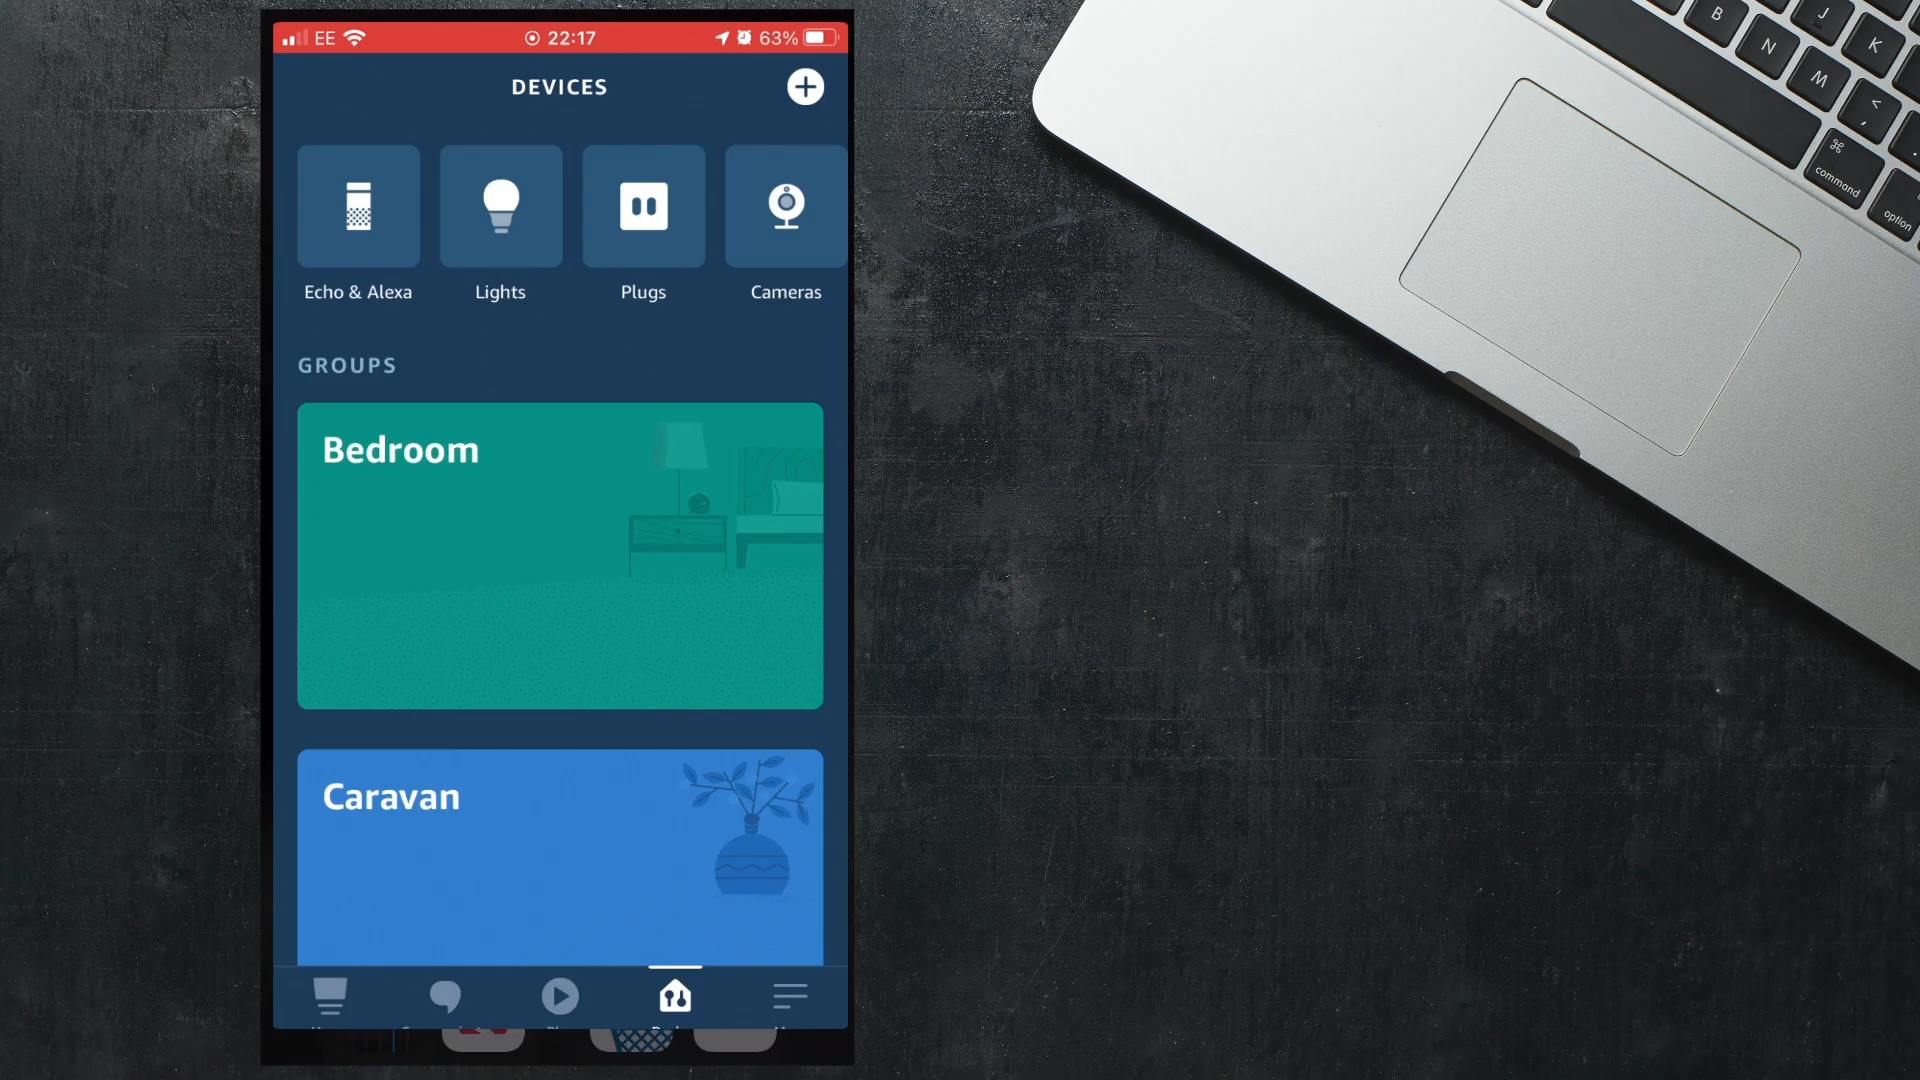 EE 22:17 63%
DEVICES
Echo & Alexa Lights Plugs Cameras
GROUPS
Bedroom
Caravan
B
N
M
J
K
<
,
⌘
command
option